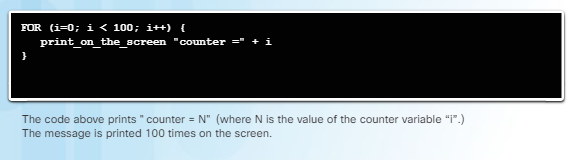 FOR (i=0; i < 100; i++) {
print_on_the_screen "counter =" + i
}
The code above prints " counter = N" (where N is the value of the counter variable “i”.)
The message is printed 100 times on the screen.